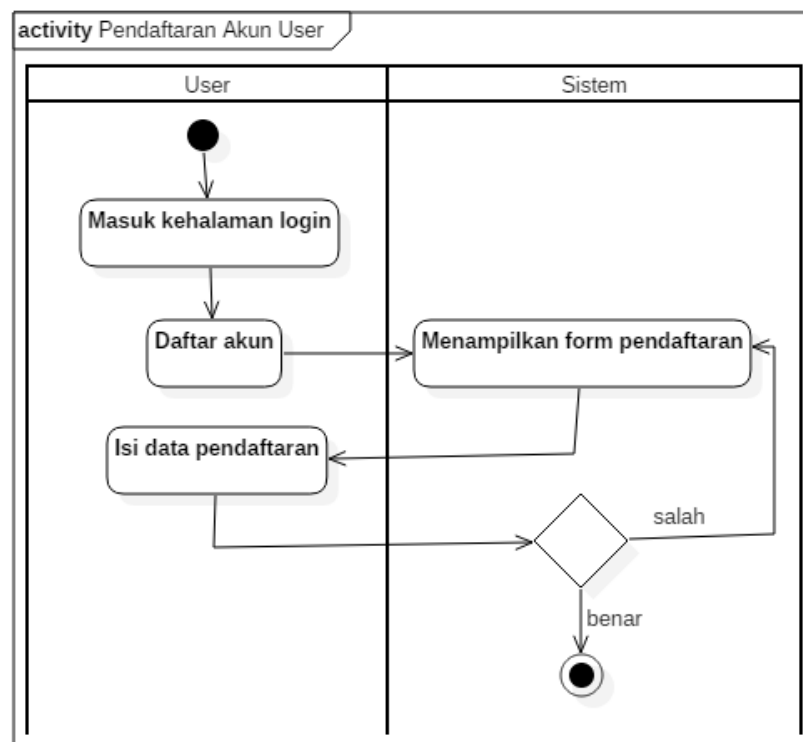 activity Pendaftaran Akun User
User
Sistem
Masuk kehalaman login
Daftar akun
Menampilkan form pendaftaran
Isi data pendaftaran
salah
benar